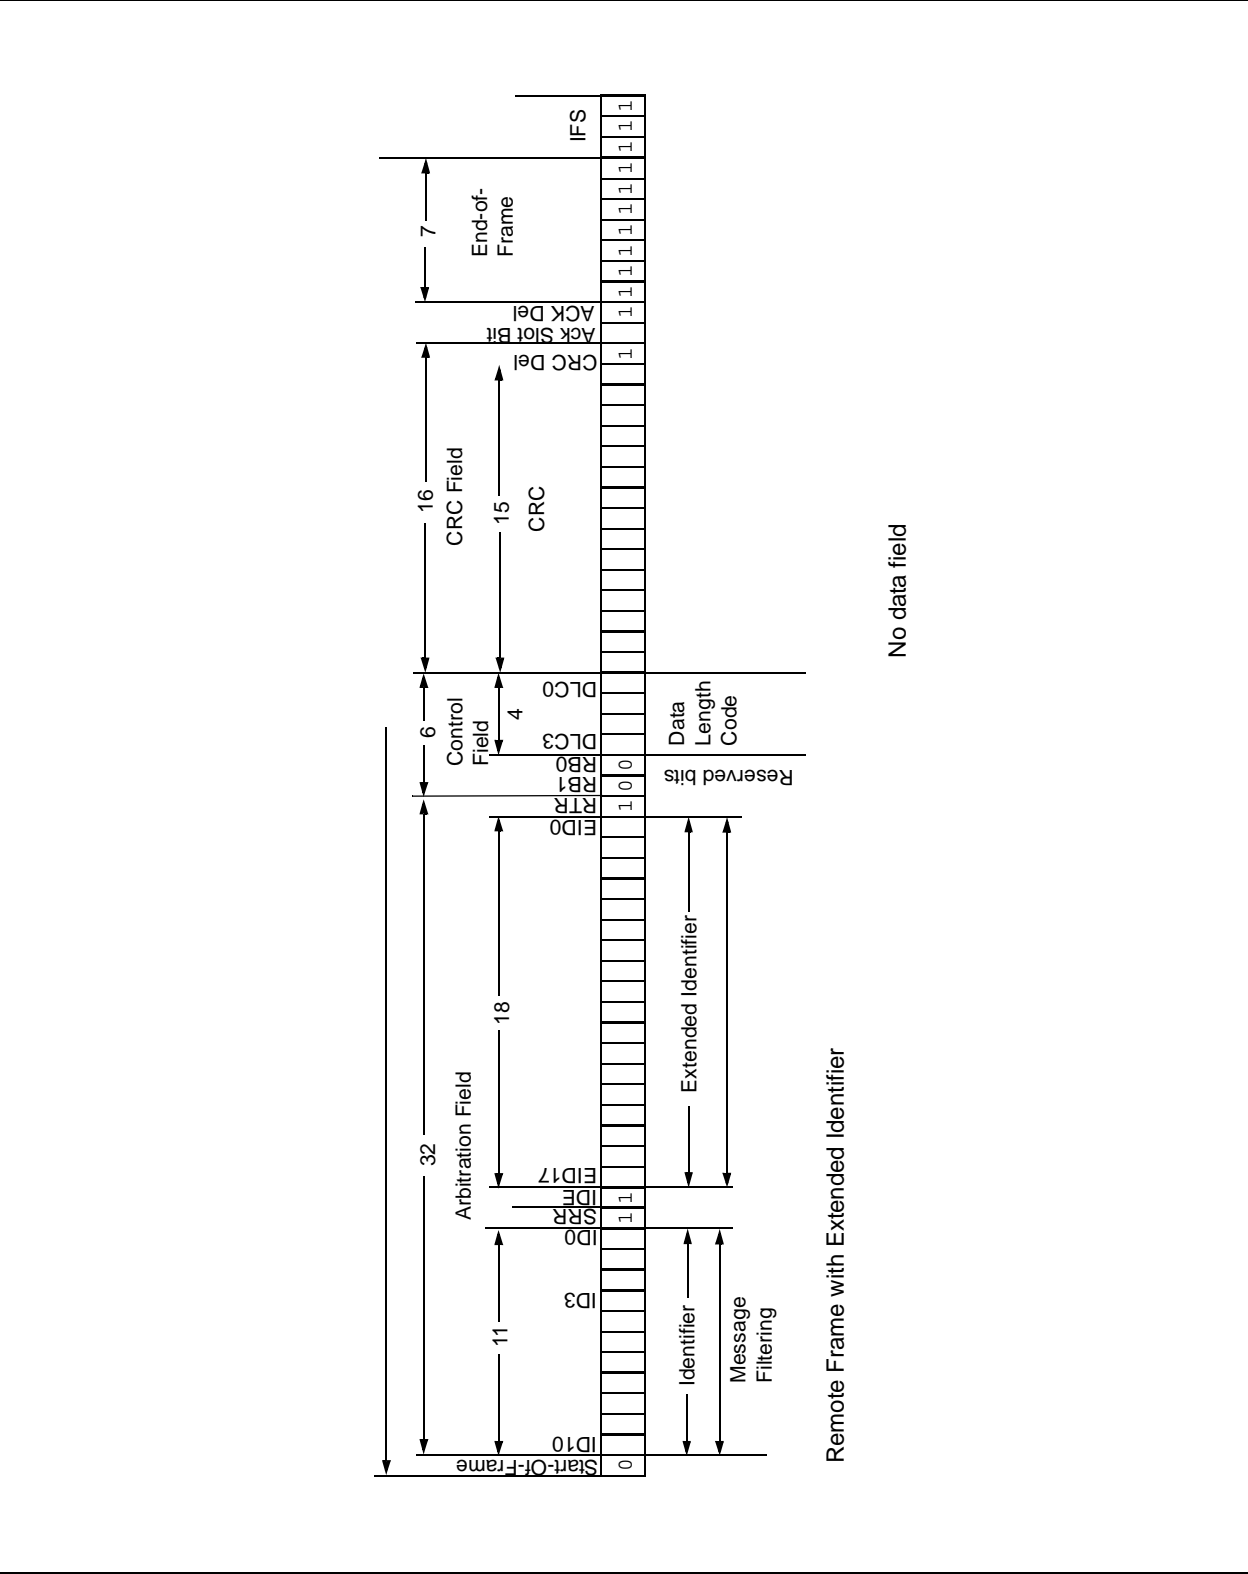 Remote Frame with Extended Identifier
No data field
32
Arbitration Field
6
Control
Field
16
CRC Field
7
End-of-
Frame
IFS
11
18
4
15
CRC
Start-Of-Frame
ID10
ID3
ID0
SRR
IDE
EID17
EID0
RTR
RB1
RB0
DLC3
DLC0
CRC Del
Ack Slot Bit
ACK Del
0
1
1
1
0
0
1
1
1
1
1
1
1
1
1
1
1
1
Identifier
Message
Filtering
Extended Identifier
Reserved bits
Data
Length
Code